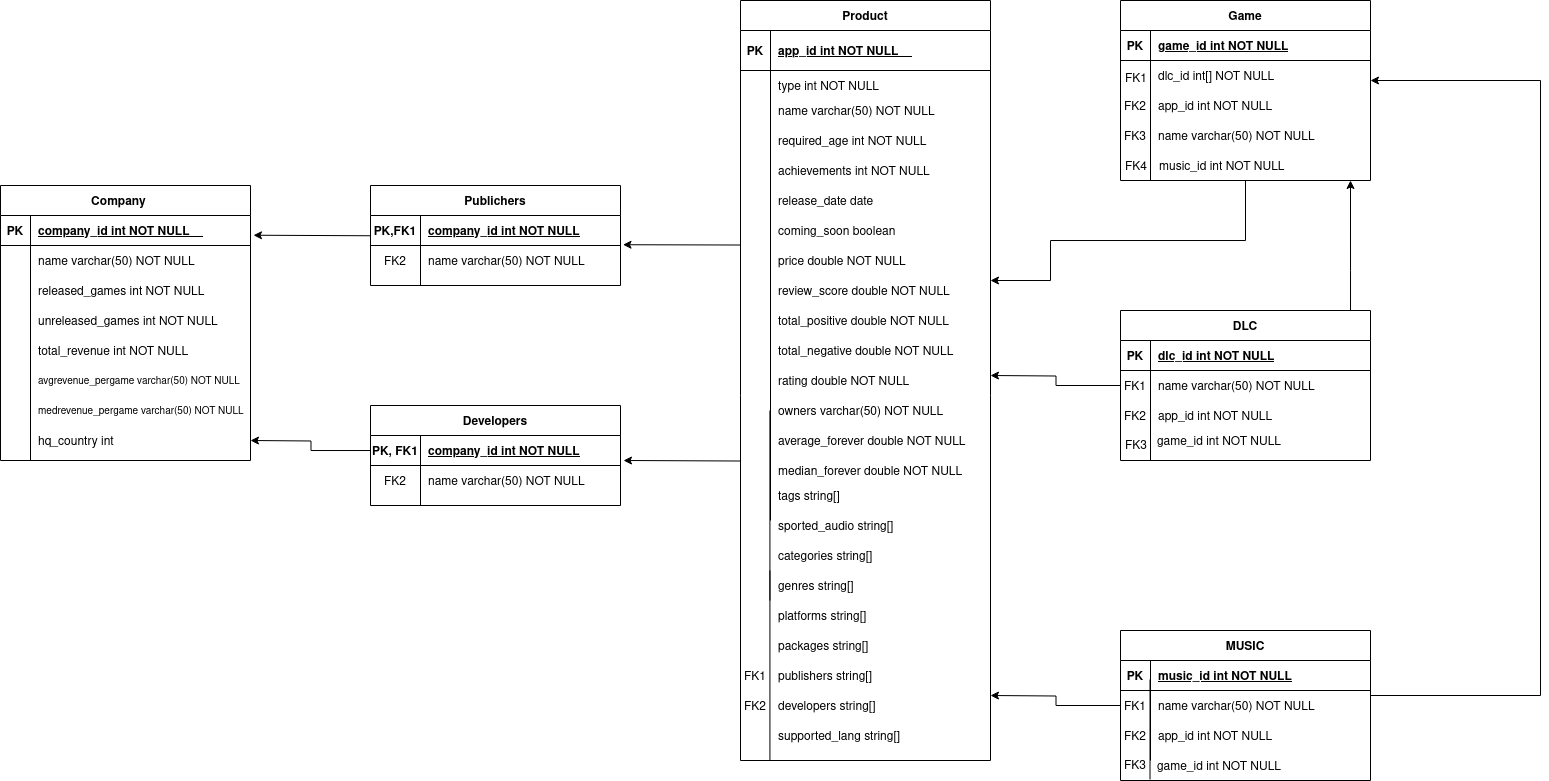 Company
PK company_id int NOT NULL
name varchar(50) NOT NULL
released_games int NOT NULL
unreleased_games int NOT NULL
total_revenue int NOT NULL
avgrevenue_pergame varchar(50) NOT NULL
medrevenue_pergame varchar(50) NOT NULL
hq_country int
Publichers
PK,FK1 company_id int NOT NULL
FK2 name varchar(50) NOT NULL
Developers
PK, FK1 company_id int NOT NULL
FK2 name varchar(50) NOT NULL
Product
PK app_id int NOT NULL
type int NOT NULL
name varchar(50) NOT NULL
required_age int NOT NULL
achievements int NOT NULL
release_date date
coming_soon boolean
price double NOT NULL
review_score double NOT NULL
total_positive double NOT NULL
total_negative double NOT NULL
rating double NOT NULL
owners varchar(50) NOT NULL
average_forever double NOT NULL
median_forever double NOT NULL
tags string[]
sported_audio string[]
categories string[]
genres string[]
platforms string[]
packages string[]
FK1 publishers string[]
FK2 developers string[]
supported_lang string[]
Game
PK game_id int NOT NULL
FK1 dlc_id int[] NOT NULL
FK2 app_id int NOT NULL
FK3 name varchar(50) NOT NULL
FK4 music_id int NOT NULL
DLC
PK dlc_id int NOT NULL
FK1 name varchar(50) NOT NULL
FK2 app_id int NOT NULL
FK3 game_id int NOT NULL
MUSIC
PK music_id int NOT NULL
FK1 name varchar(50) NOT NULL
FK2 app_id int NOT NULL
FK3 game_id int NOT NULL